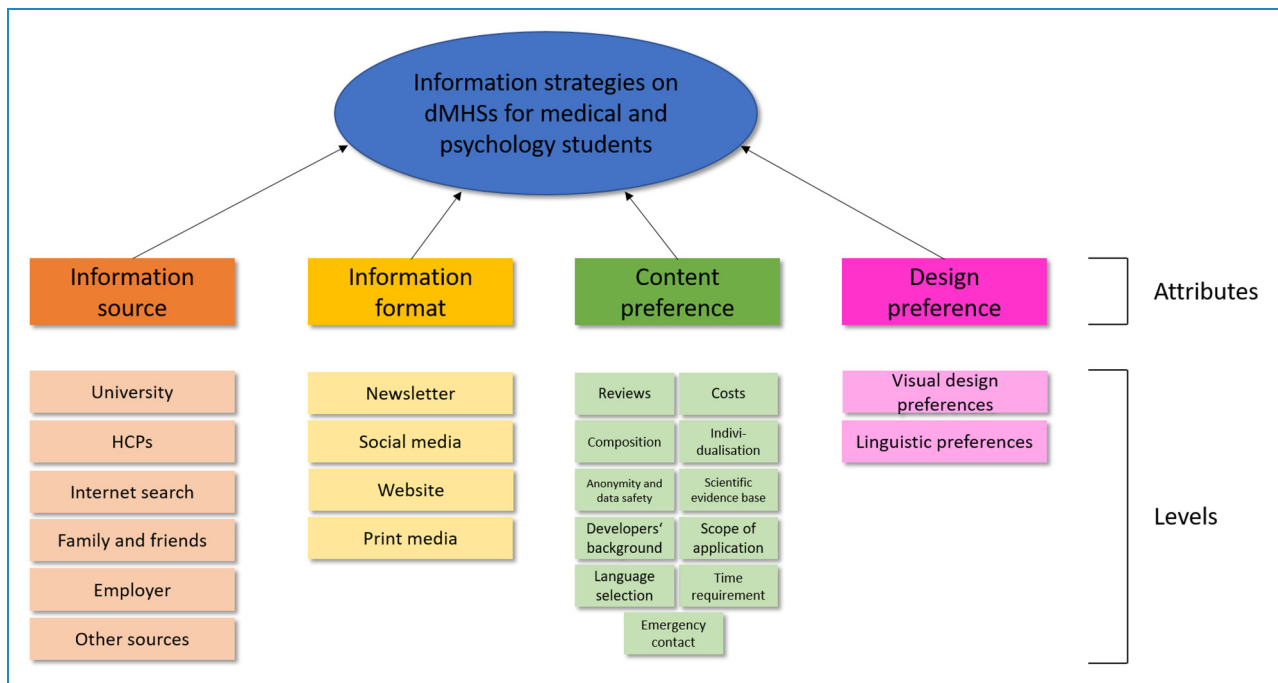 Information strategies on
dMHSs for medical and
psychology students
Information
source
Information
format
Content
preference
Design
preference
Attributes
University
HCPs
Internet search
Family and friends
Employer
Other sources
Newsletter
Social media
Website
Print media
Reviews
Costs
Composition
Indivi-
dualisation
Anonymity and
data safety
Scientific
evidence base
Developers‘
background
Scope of
application
Language
selection
Time
requirement
Emergency
contact
Visual design
preferences
Linguistic preferences
Levels